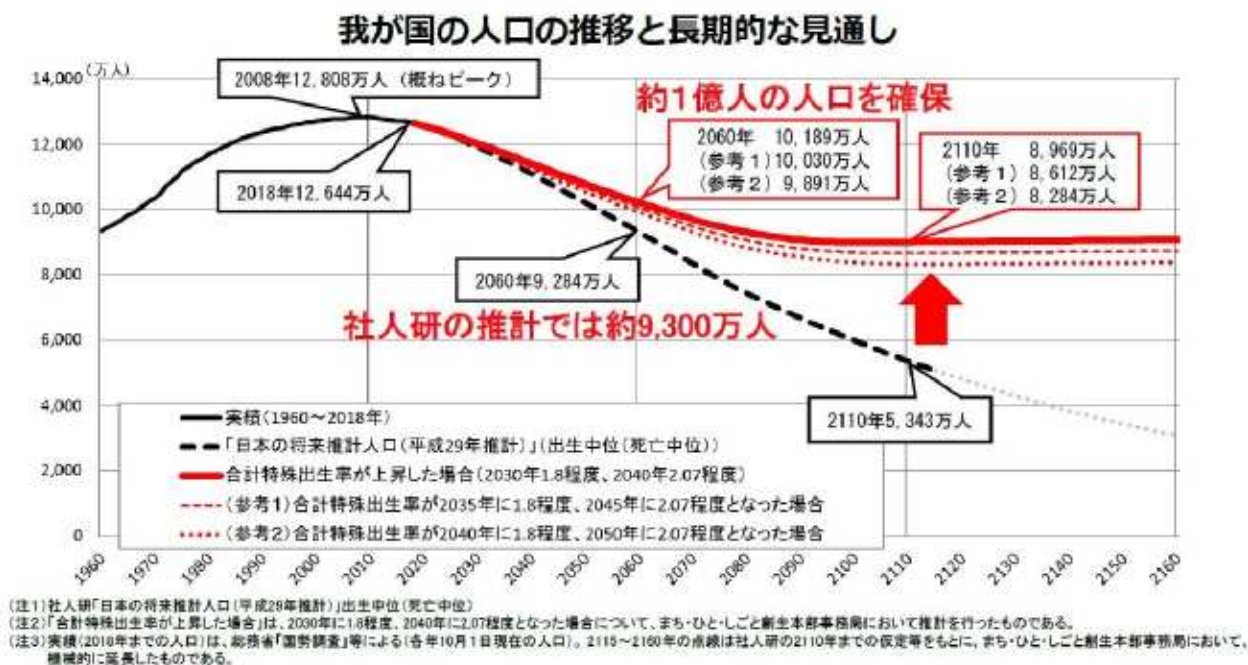 我が国の人口の推移と長期的な見通し
(万人)
14,000
12,000
10,000
8,000
6,000
4,000
2,000
0
2008年12,808万人（概ねピーク）
2018年12,644万人
約1億人の人口を確保
2060年 10,189万人
(参考1)10,030万人
(参考2) 9,891万人
2110年 8,969万人
(参考1) 8,612万人
(参考2) 8,284万人
2060年9,284万人
社人研の推計では約9,300万人
2110年5,343万人
実績(1960～2018年)
「日本の将来推計人口(平成29年推計)」(出生中位(死亡中位))
合計特殊出生率が上昇した場合(2030年1.8程度、2040年2.07程度)
(参考1)合計特殊出生率が2035年に1.8程度、2045年に2.07程度となった場合
(参考2)合計特殊出生率が2040年に1.8程度、2050年に2.07程度となった場合
1960
1970
1980
1990
2000
2010
2020
2030
2040
2050
2060
2070
2080
2090
2100
2110
2120
2130
2140
2150
2160
(注1)社人研「日本の将来推計人口(平成29年推計)」出生中位(死亡中位)
(注2)「合計特殊出生率が上昇した場合」は、2030年に1.8程度、2040年に2.07程度となった場合について、まち・ひと・しごと創生本部事務局において推計を行ったものである。
(注3)実績(2018年までの人口)は、総務省「国勢調査」等による(各年10月1日現在の人口)。2115～2160年の点線は社人研の2110年までの仮定等をもとに、まち・ひと・しごと創生本部事務局において、
機械的に延長したものである。